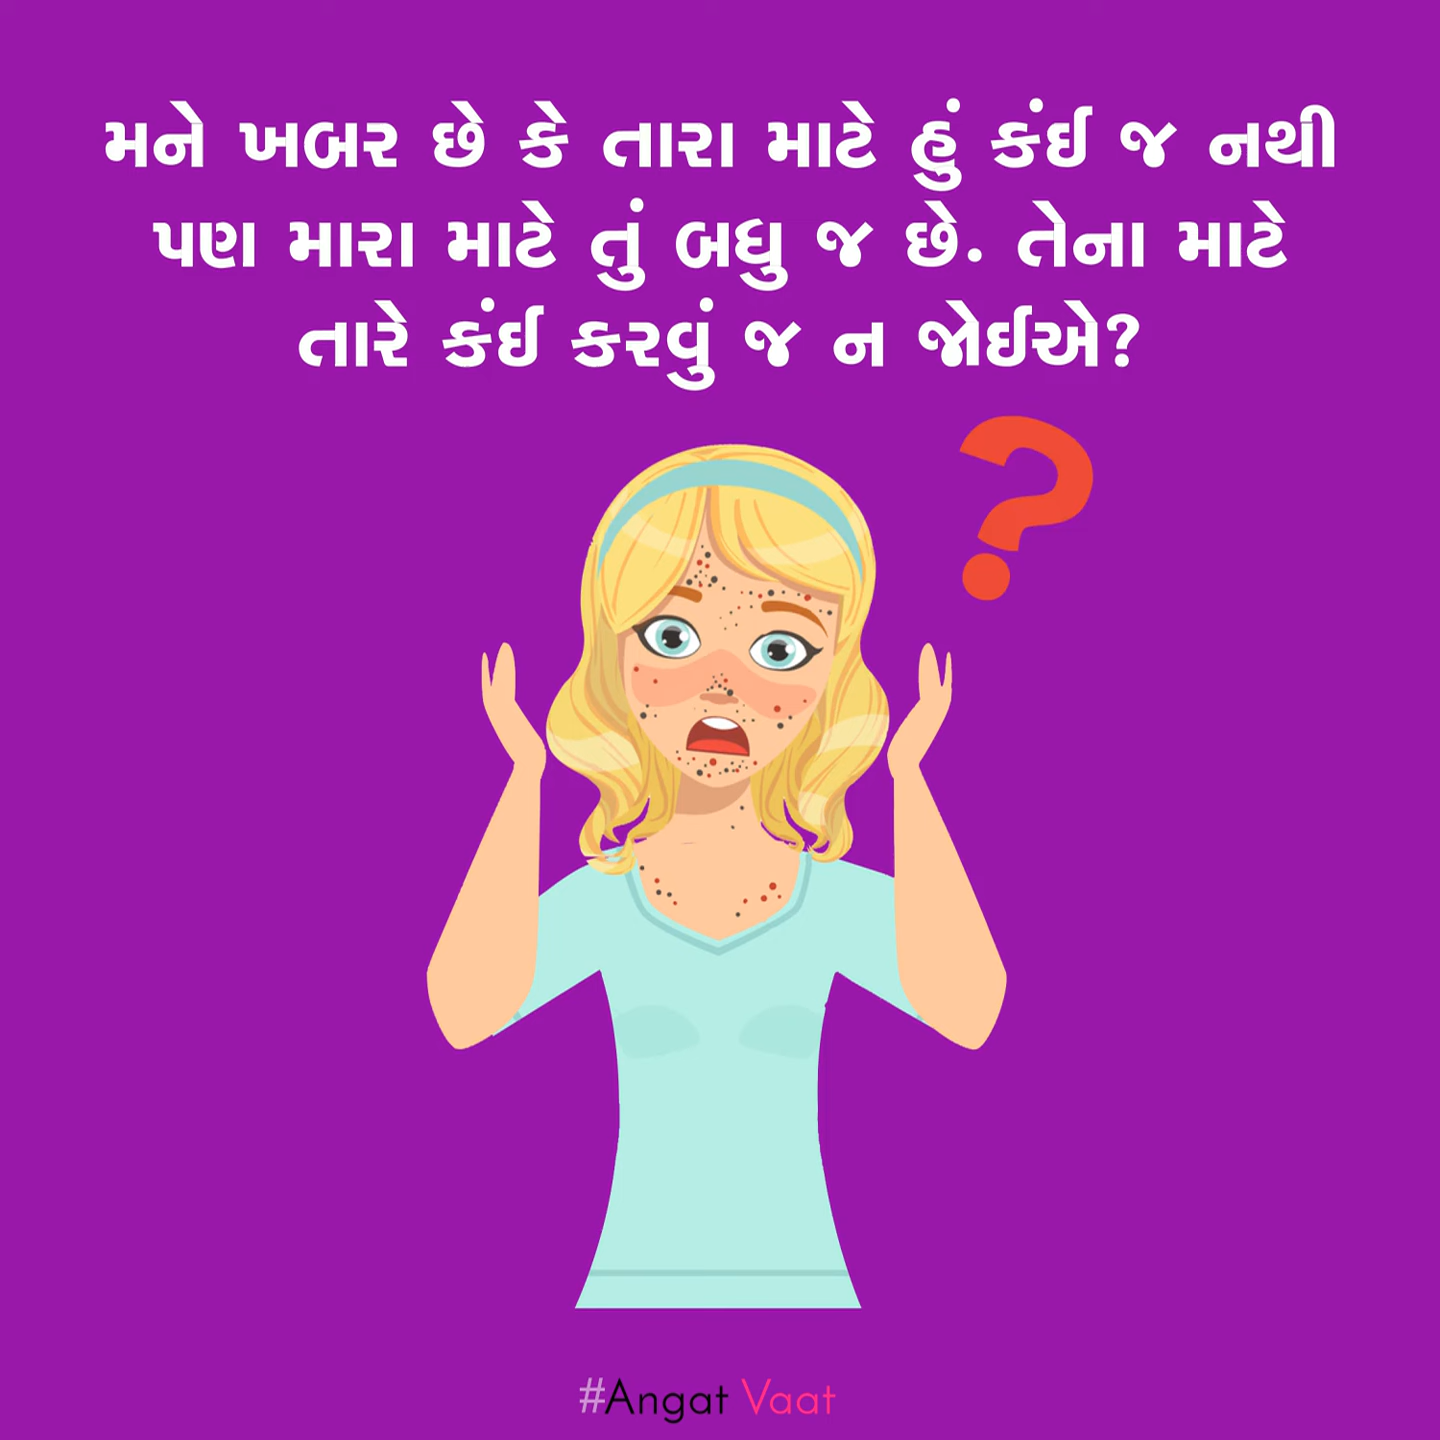 મને ખબર છે કે તારા માટે હું કંઈ જ નથી
પણ મારા માટે તું બધુ જ છે. તેના માટે
તારે કંઈ કરવું જ ન જોઈએ?
?
#Angat Vaat